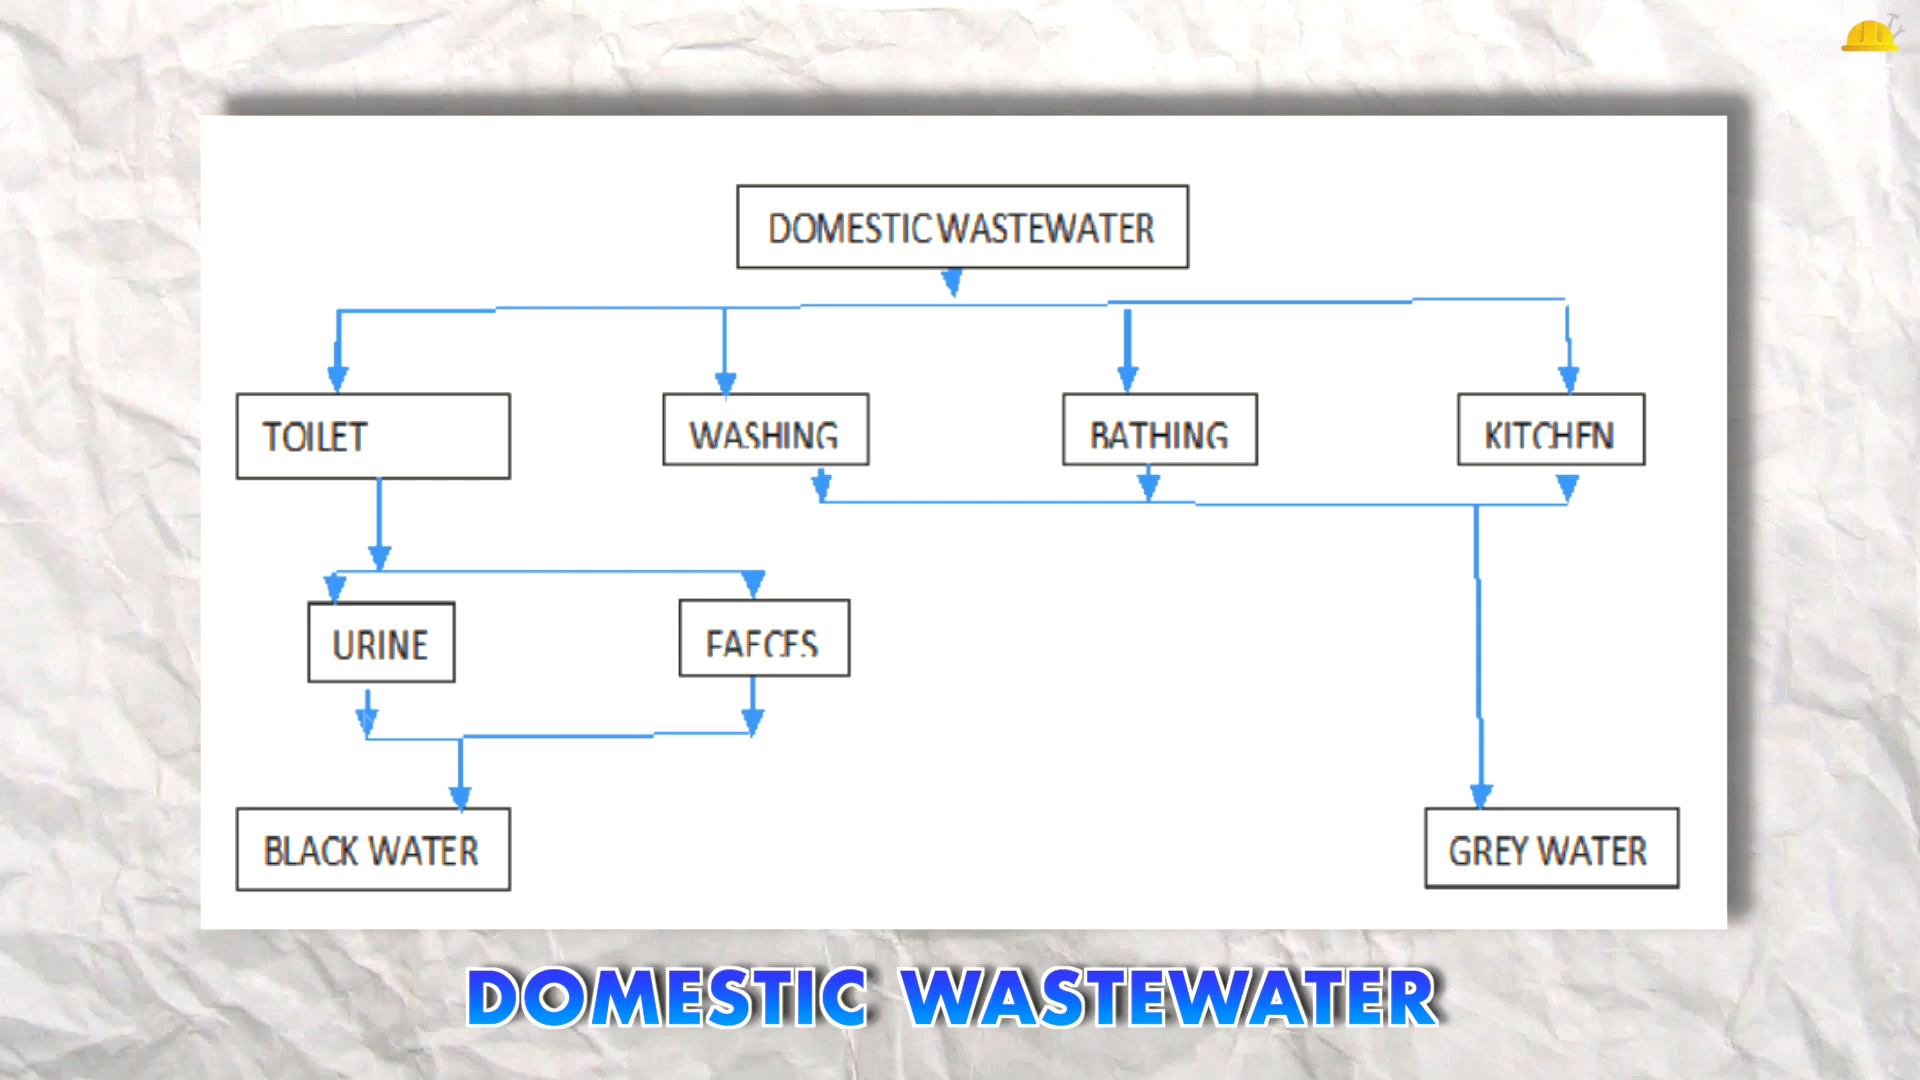 DOMESTIC WASTEWATER
TOILET
WASHING
BATHING
KITCHEN
URINE
FAECES
BLACK WATER
GREY WATER
DOMESTIC WASTEWATER